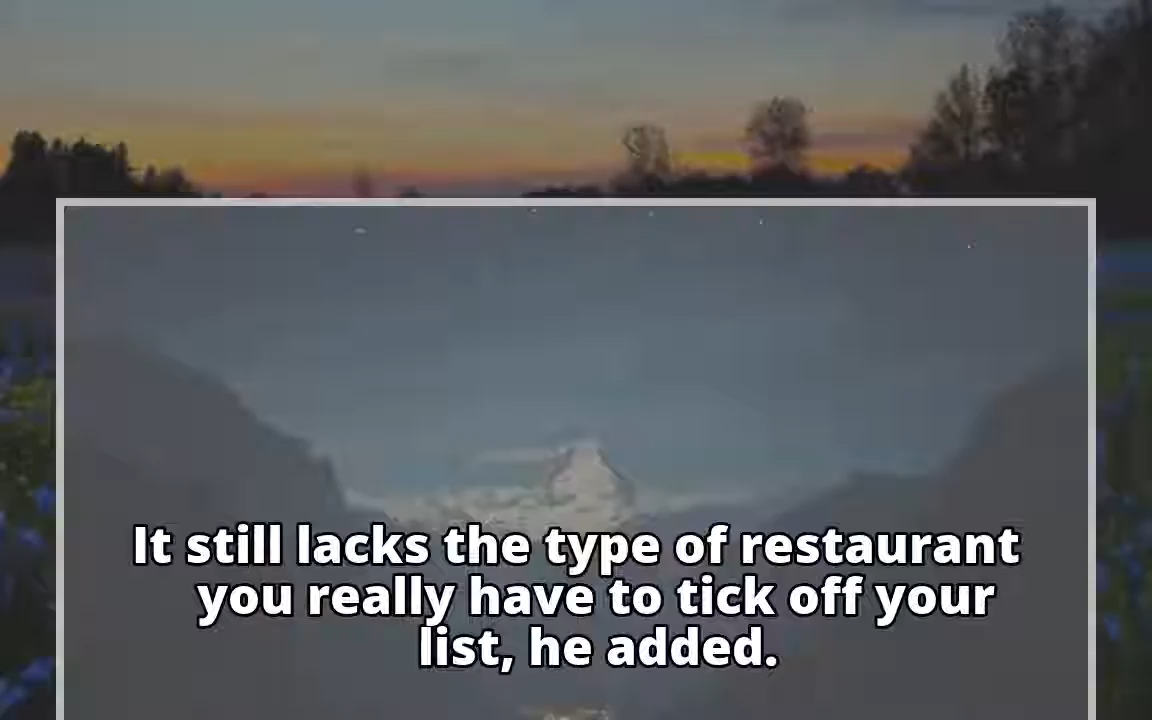 It still lacks the type of restaurant
you really have to tick off your
list, he added.